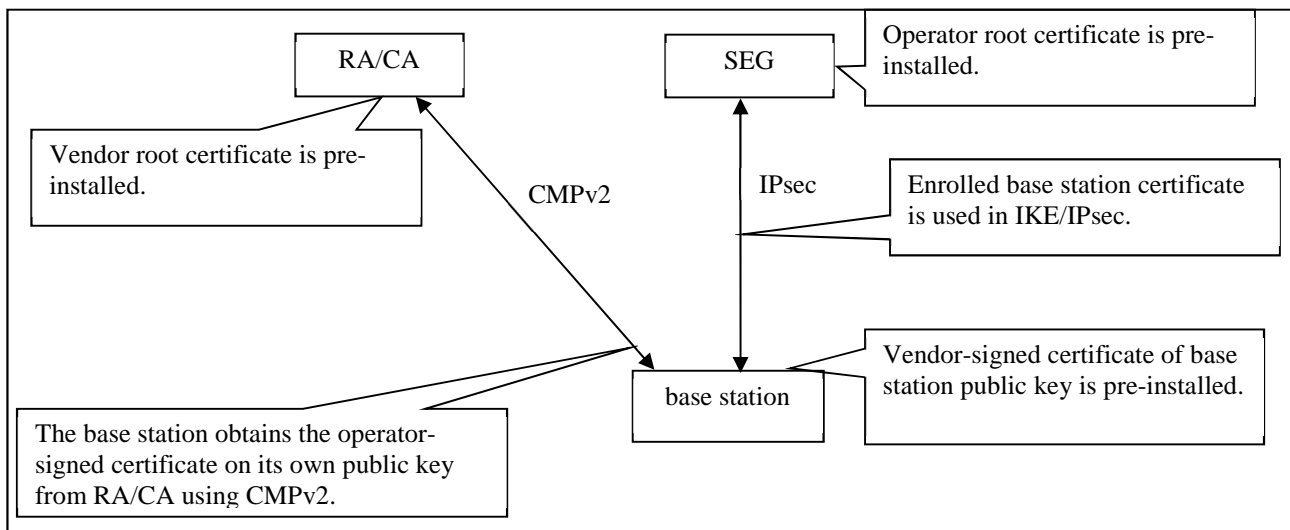 RA/CA
SEG
Operator root certificate is pre-
installed.
Vendor root certificate is pre-
installed.
CMPv2
IPsec
Enrolled base station certificate
is used in IKE/IPsec.
Vendor-signed certificate of base
station public key is pre-installed.
base station
The base station obtains the operator-
signed certificate on its own public key
from RA/CA using CMPv2.